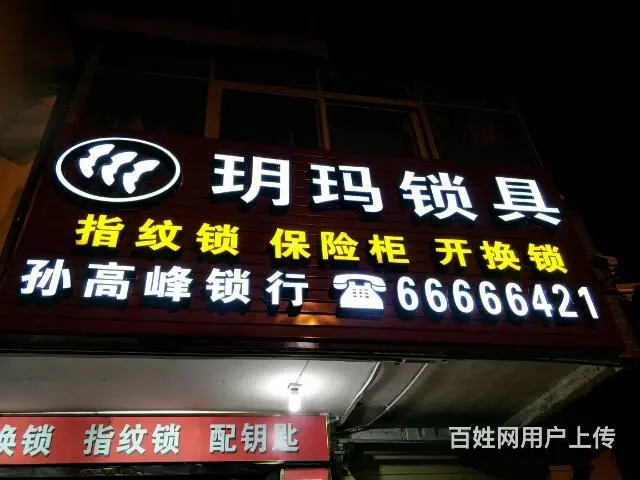 玥玛锁具
指纹锁 保险柜 开换锁
孙高峰锁行 ☎66666421
换锁 指纹锁 配钥匙
百姓网用户上传